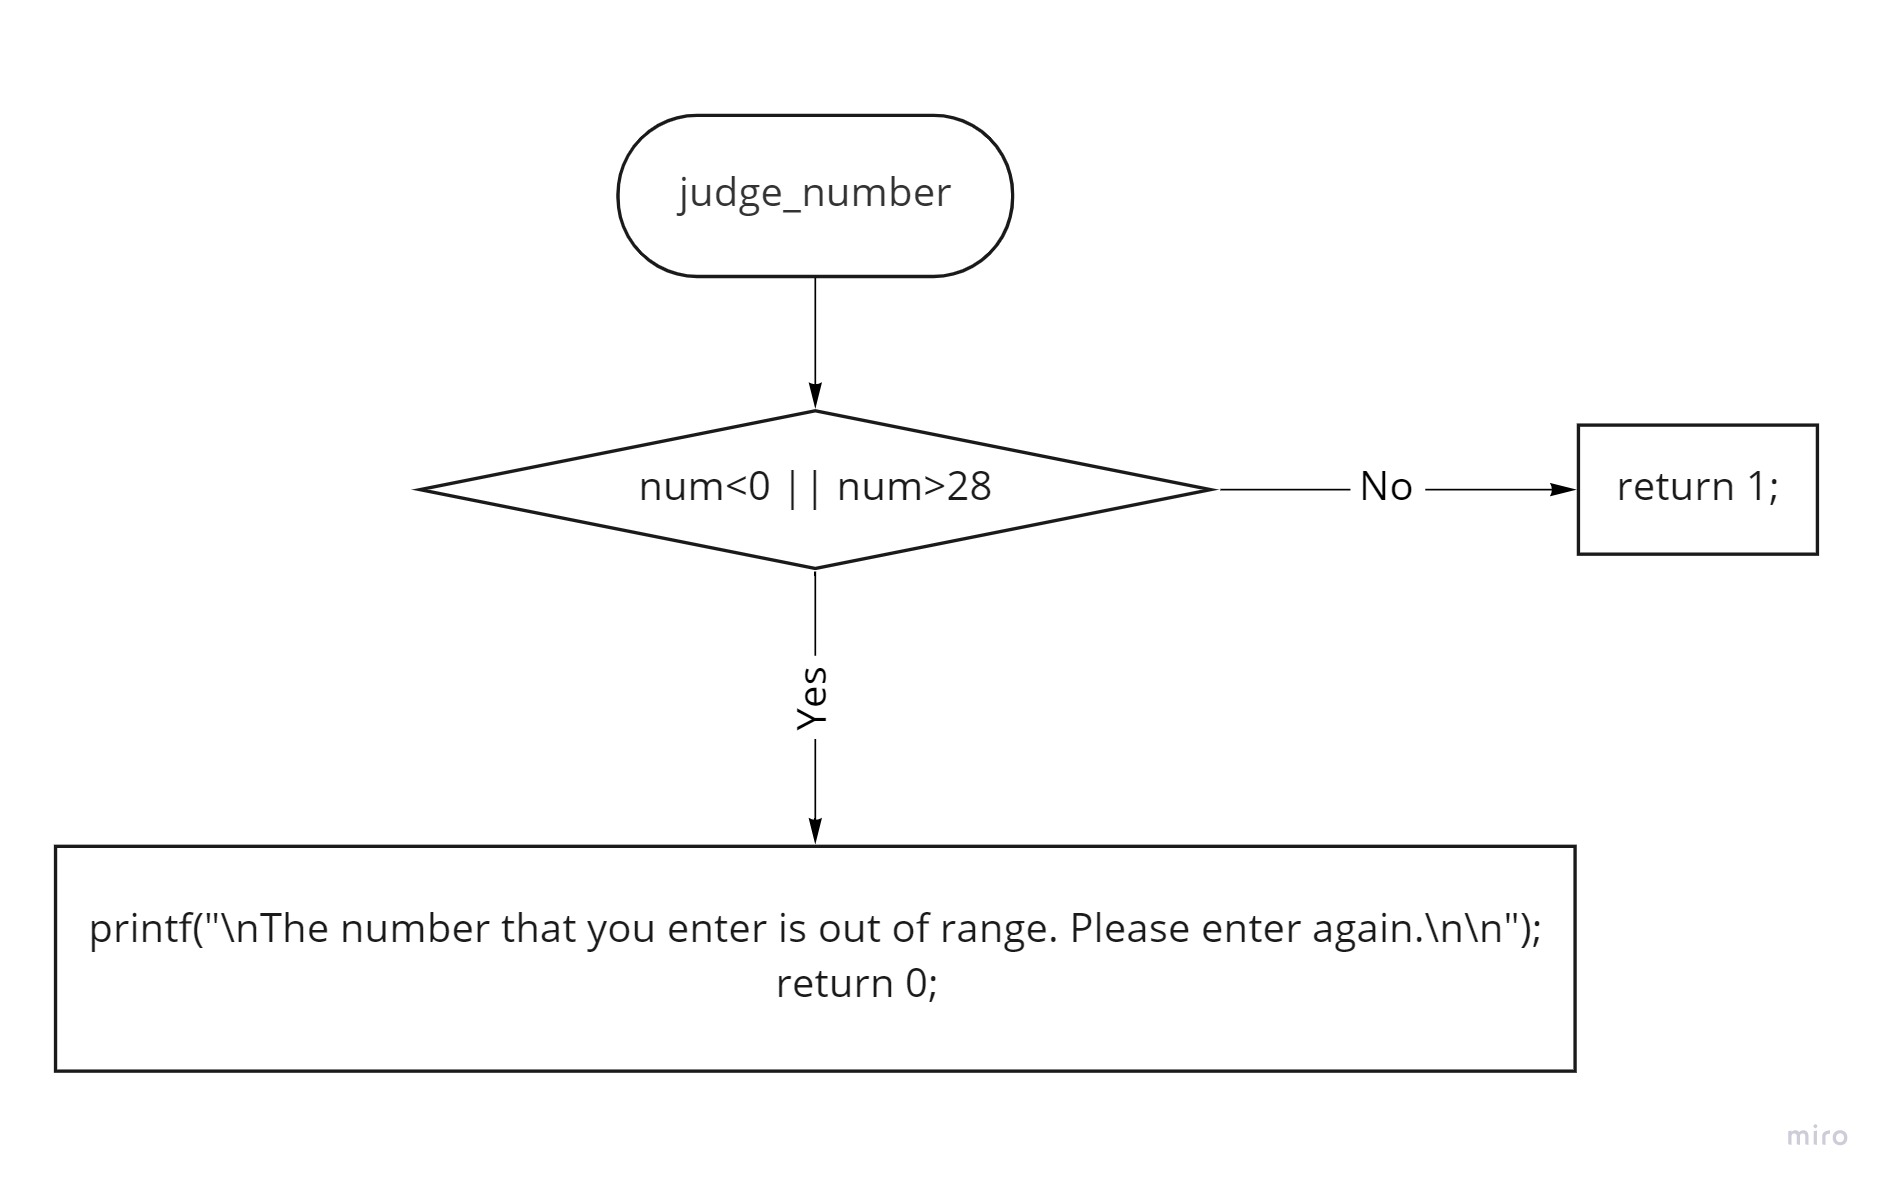 judge_number
num<0 || num>28
No
return 1;
Yes
printf("\nThe number that you enter is out of range. Please enter again.\n\n");
return 0;
miro